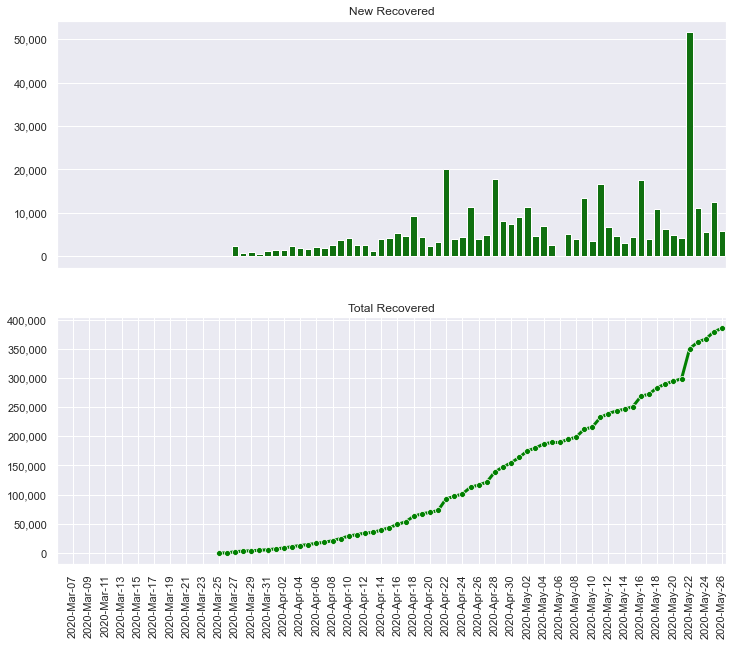 New Recovered
50,000
40,000
30,000
20,000
10,000
0
Total Recovered
400,000
350,000
300,000
250,000
200,000
150,000
100,000
50,000
0
2020-Mar-07
2020-Mar-09
2020-Mar-11
2020-Mar-13
2020-Mar-15
2020-Mar-17
2020-Mar-19
2020-Mar-21
2020-Mar-23
2020-Mar-25
2020-Mar-27
2020-Mar-29
2020-Mar-31
2020-Apr-02
2020-Apr-04
2020-Apr-06
2020-Apr-08
2020-Apr-10
2020-Apr-12
2020-Apr-14
2020-Apr-16
2020-Apr-18
2020-Apr-20
2020-Apr-22
2020-Apr-24
2020-Apr-26
2020-Apr-28
2020-Apr-30
2020-May-02
2020-May-04
2020-May-06
2020-May-08
2020-May-10
2020-May-12
2020-May-14
2020-May-16
2020-May-18
2020-May-20
2020-May-22
2020-May-24
2020-May-26